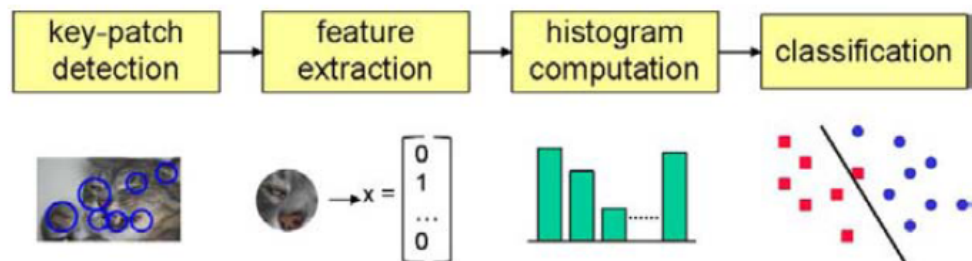 key-patch
detection
feature
extraction
histogram
computation
classification
x =
0
1
...
0